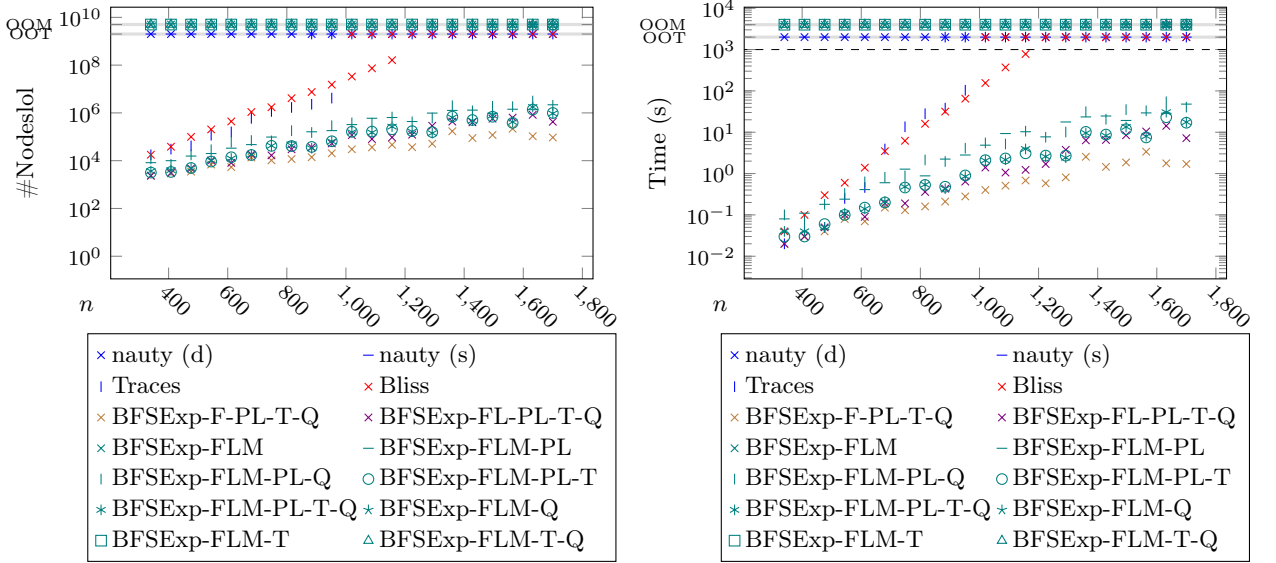 OOM
OOT
10^10
10^8
10^6
10^4
10^2
10^0
#Nodeslol
n
400
600
800
1,000
1,200
1,400
1,600
1,800
nauty (d)
nauty (s)
Traces
Bliss
BFSExp-F-PL-T-Q
BFSExp-FL-PL-T-Q
BFSExp-FLM
BFSExp-FLM-PL
BFSExp-FLM-PL-Q
BFSExp-FLM-PL-T
BFSExp-FLM-PL-T-Q
BFSExp-FLM-Q
BFSExp-FLM-T
BFSExp-FLM-T-Q
OOM
OOT
10^4
10^3
10^2
10^1
10^0
10^−1
10^−2
Time (s)
n
400
600
800
1,000
1,200
1,400
1,600
1,800
nauty (d)
nauty (s)
Traces
Bliss
BFSExp-F-PL-T-Q
BFSExp-FL-PL-T-Q
BFSExp-FLM
BFSExp-FLM-PL
BFSExp-FLM-PL-Q
BFSExp-FLM-PL-T
BFSExp-FLM-PL-T-Q
BFSExp-FLM-Q
BFSExp-FLM-T
BFSExp-FLM-T-Q